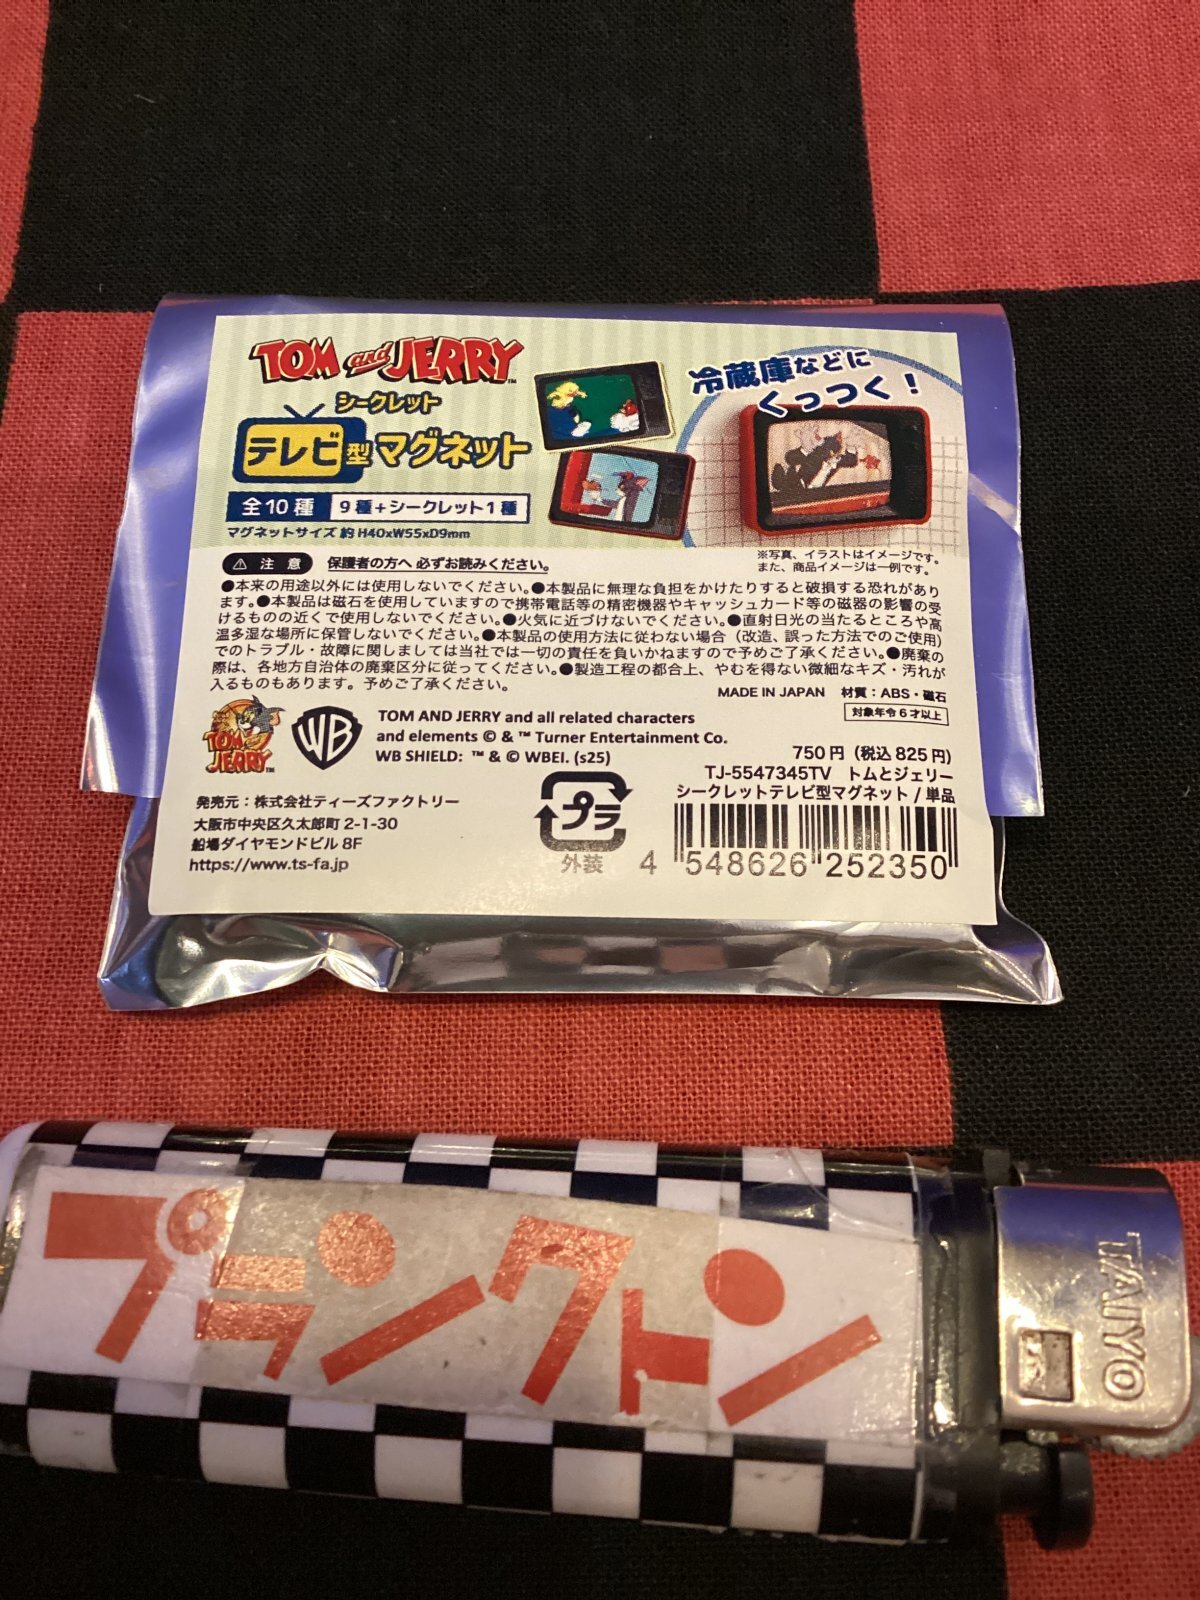 TOM and JERRY™
シークレット
テレビ型マグネット
全10種 9種+シークレット1種
マグネットサイズ 約H40xW55xD9mm
冷蔵庫などに
くっつく!
※写真、イラストはイメージです。
また、商品イメージは一例です。
⚠ 注意 保護者の方へ 必ずお読みください。
●本来の用途以外には使用しないでください。●本製品に無理な負担をかけたりすると破損する恐れがあり
ます。●本製品は磁石を使用していますので携帯電話等の精密機器やキャッシュカード等の磁器の影響の受
けるものの近くで使用しないでください。●火気に近づけないでください。●直射日光の当たるところや高
温多湿な場所に保管しないでください。●本製品の使用方法に従わない場合(改造、誤った方法でのご使用)
でのトラブル・故障に関しましては当社では一切の責任を負いかねますので予めご了承ください。●廃棄の
際は、各地方自治体の廃棄区分に従ってください。●製造工程の都合上、やむを得ない微細なキズ・汚れが
入るものもあります。予めご了承ください。
MADE IN JAPAN 材質:ABS・磁石
対象年令6才以上
TOM and JERRY™
WB
TOM AND JERRY and all related characters
and elements © & ™ Turner Entertainment Co.
WB SHIELD: ™ & © WBEI. (s25)
750円(税込825円)
TJ-5547345TV トムとジェリー
シークレットテレビ型マグネット/単品
発売元:株式会社ティーズファクトリー
大阪市中央区久太郎町2-1-30
船場ダイヤモンドビル8F
https://www.ts-fa.jp
プラ
外装
4 548626 252350
プランクトン
TAIYO